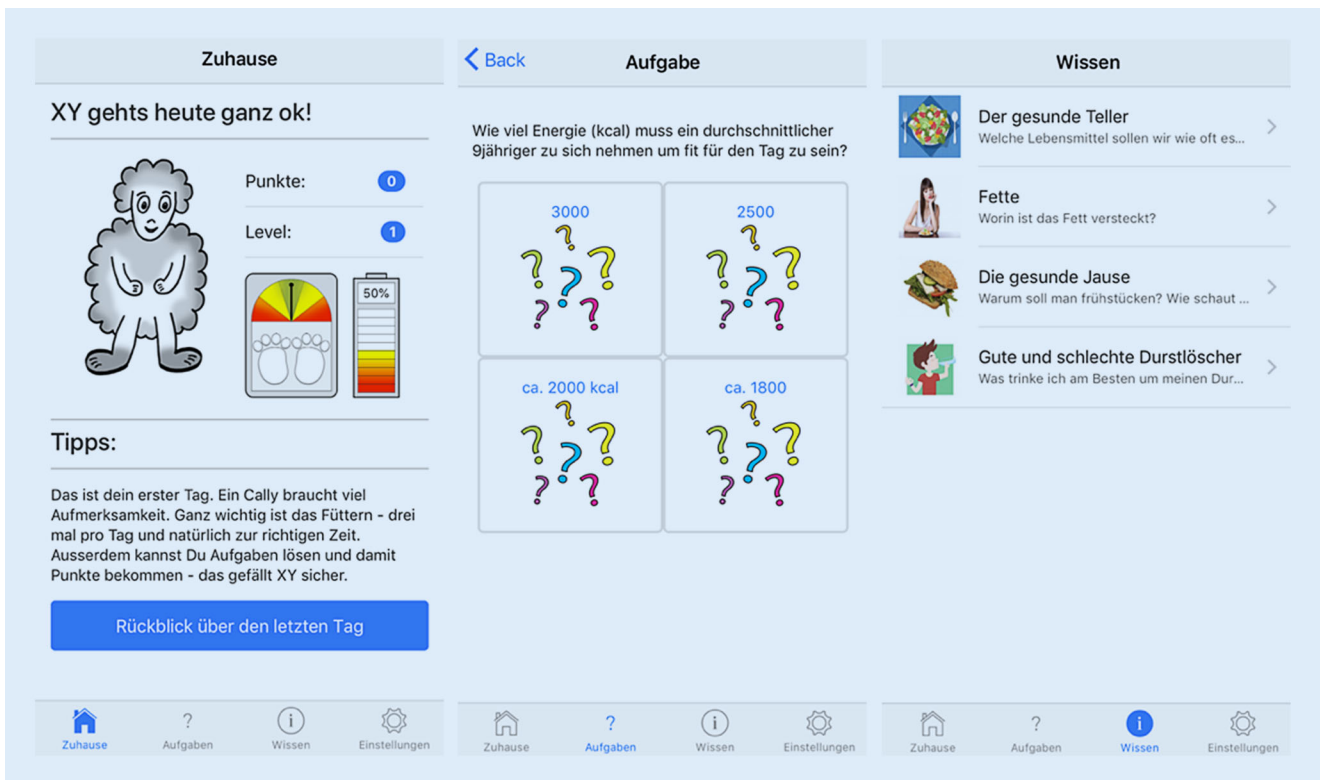 Zuhause
XY gehts heute ganz ok!
Punkte: 0
Level: 1
50%
Tipps:
Das ist dein erster Tag. Ein Cally braucht viel
Aufmerksamkeit. Ganz wichtig ist das Füttern - drei
mal pro Tag und natürlich zur richtigen Zeit.
Ausserdem kannst Du Aufgaben lösen und damit
Punkte bekommen - das gefällt XY sicher.
Rückblick über den letzten Tag
Zuhause
?
Aufgaben
i
Wissen
Einstellungen
Back
Aufgabe
Wie viel Energie (kcal) muss ein durchschnittlicher
9jähriger zu sich nehmen um fit für den Tag zu sein?
3000
? ? ? ? ? ?
2500
? ? ? ? ? ?
ca. 2000 kcal
? ? ? ? ? ?
ca. 1800
? ? ? ? ? ?
Zuhause
?
Aufgaben
i
Wissen
Einstellungen
Wissen
Der gesunde Teller
Welche Lebensmittel sollen wir wie oft es...
Fette
Worin ist das Fett versteckt?
Die gesunde Jause
Warum soll man frühstücken? Wie schaut ...
Gute und schlechte Durstlöscher
Was trinke ich am Besten um meinen Dur...
Zuhause
?
Aufgaben
i
Wissen
Einstellungen